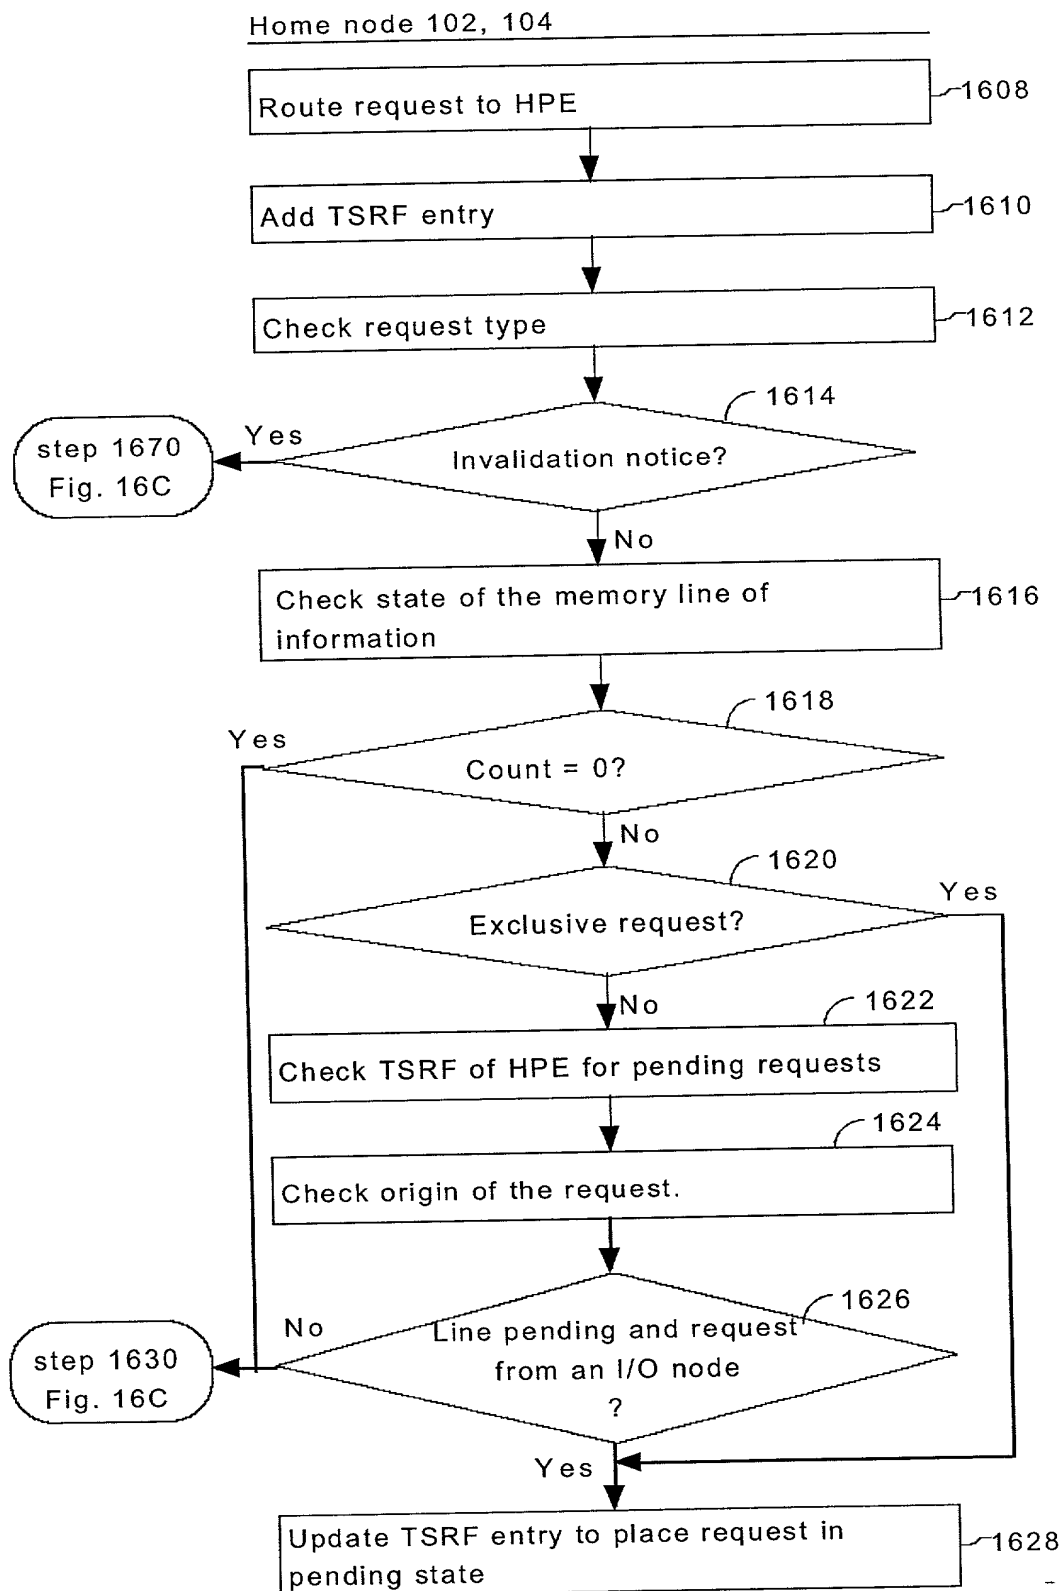 Home node 102, 104
Route request to HPE
1608
Add TSRF entry
1610
Check request type
1612
1614
Invalidation notice?
Yes
step 1670
Fig. 16C
No
Check state of the memory line of
information
1616
1618
Yes
Count = 0?
No
1620
Exclusive request?
Yes
No
1622
Check TSRF of HPE for pending requests
1624
Check origin of the request.
1626
No
Line pending and request
from an I/O node
?
step 1630
Fig. 16C
Yes
Update TSRF entry to place request in
pending state
1628